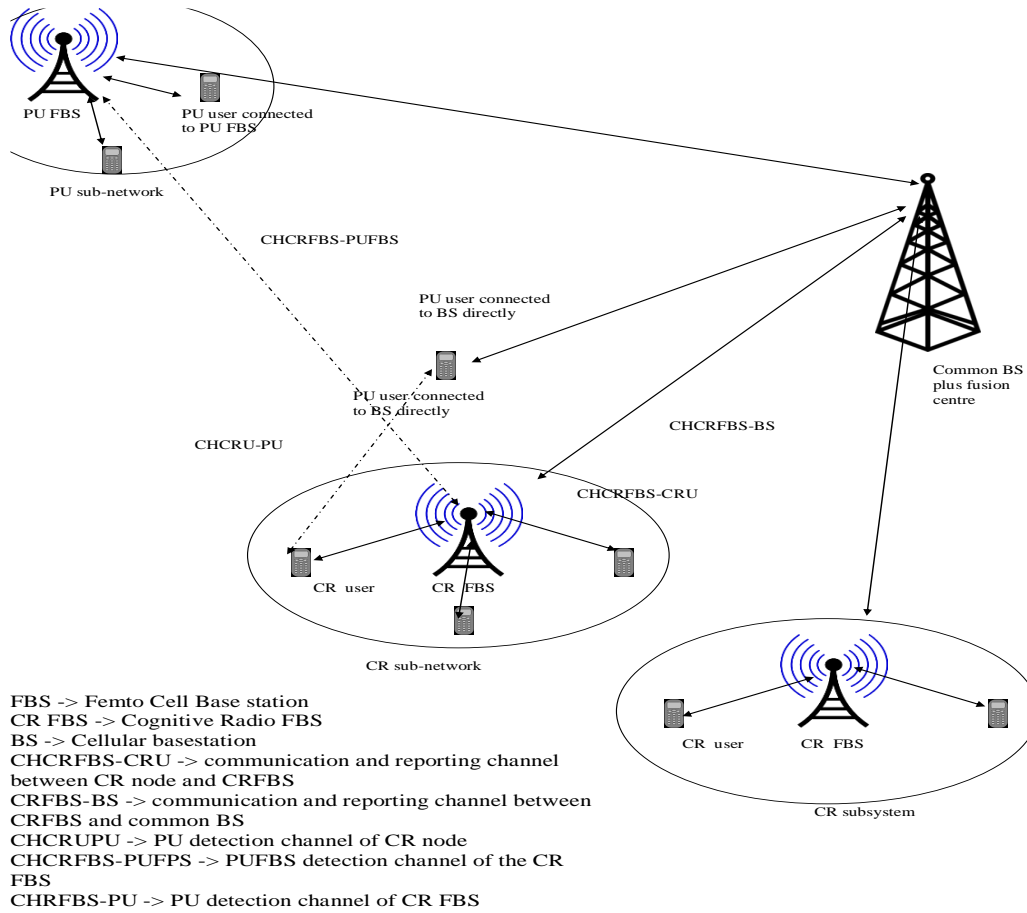 PU FBS
PU user connected
to PU FBS
PU sub-network
CHCRFBS-PUFBS
PU user connected
to BS directly
Common BS
plus fusion
centre
PU user connected
to BS directly
CHCRFBS-BS
CHCRU-PU
CHCRFBS-CRU
CR user
CR FBS
CR sub-network
FBS -> Femto Cell Base station
CR FBS -> Cognitive Radio FBS
BS -> Cellular basestation
CHCRFBS-CRU -> communication and reporting channel
between CR node and CRFBS
CRFBS-BS -> communication and reporting channel between
CRFBS and common BS
CHCRUPU -> PU detection channel of CR node
CHCRFBS-PUFPS -> PUFBS detection channel of the CR
FBS
CHRFBS-PU -> PU detection channel of CR FBS
CR user
CR FBS
CR subsystem